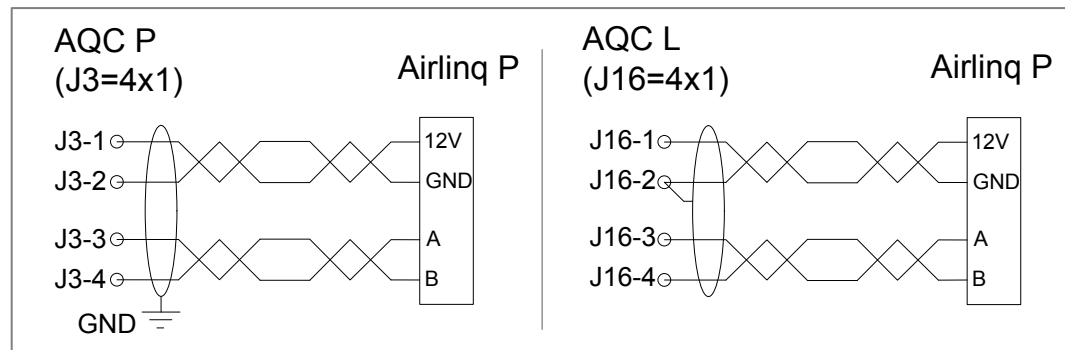 AQC P
(J3=4x1)
Airlinq P
J3-1
J3-2
J3-3
J3-4
GND
12V
GND
A
B
AQC L
(J16=4x1)
Airlinq P
J16-1
J16-2
J16-3
J16-4
12V
GND
A
B